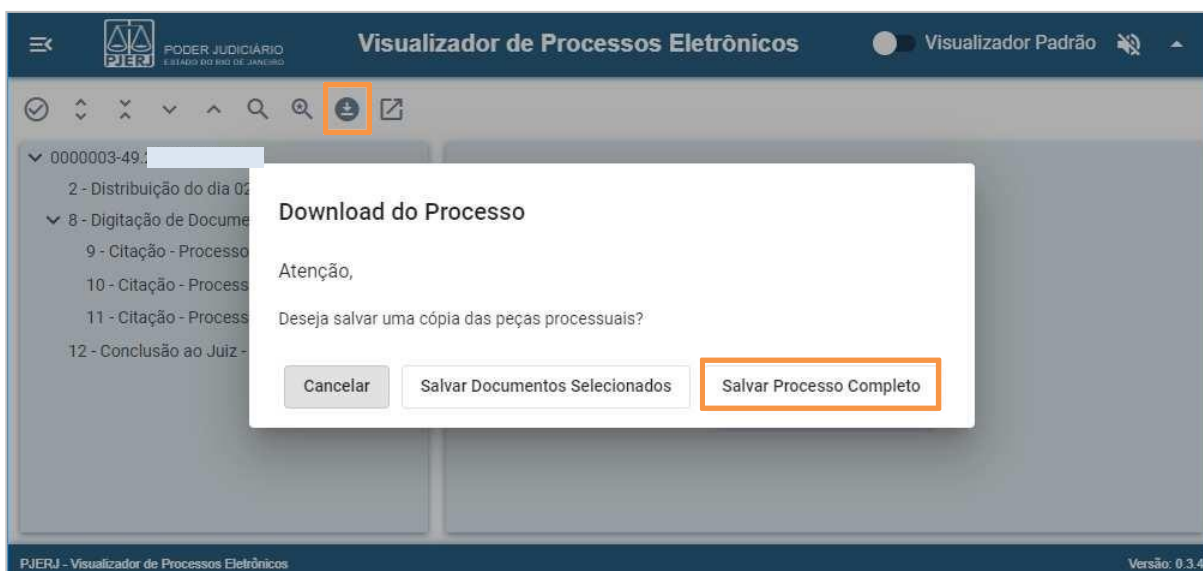 PJERJ
PODER JUDICIÁRIO
ESTADO DO RIO DE JANEIRO
Visualizador de Processos Eletrônicos
Visualizador Padrão
0000003-49.
2 - Distribuição do dia 02
8 - Digitação de Docume
9 - Citação - Processo
10 - Citação - Process
11 - Citação - Process
12 - Conclusão ao Juiz -
Download do Processo
Atenção,
Deseja salvar uma cópia das peças processuais?
Cancelar
Salvar Documentos Selecionados
Salvar Processo Completo
PJERJ - Visualizador de Processos Eletrônicos
Versão: 0.3.4